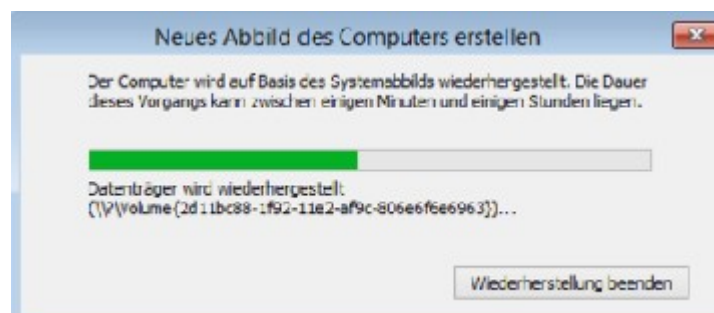 Neues Abbild des Computers erstellen
Der Computer wird auf Basis des Systemabbilds wiederhergestellt. Die Dauer
dieses Vorgangs kann zwischen einigen Minuten und einigen Stunden liegen.
Datenträger wird wiederhergestellt
(\\?\Volume{2d11bc88-1f92-11e2-af9c-806e6f6e6963})...
Wiederherstellung beenden